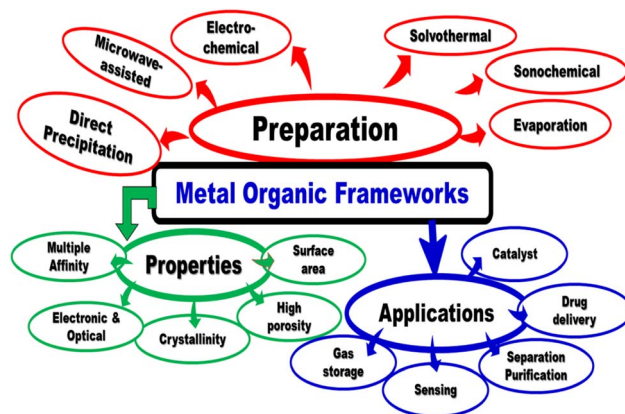 Electro-
chemical
Solvothermal
Microwave-
assisted
Sonochemical
Direct
Precipitation
Preparation
Evaporation
Metal Organic Frameworks
Multiple
Affinity
Properties
Surface
area
Electronic &
Optical
Crystallinity
High
porosity
Catalyst
Applications
Drug
delivery
Gas
storage
Sensing
Separation
Purification